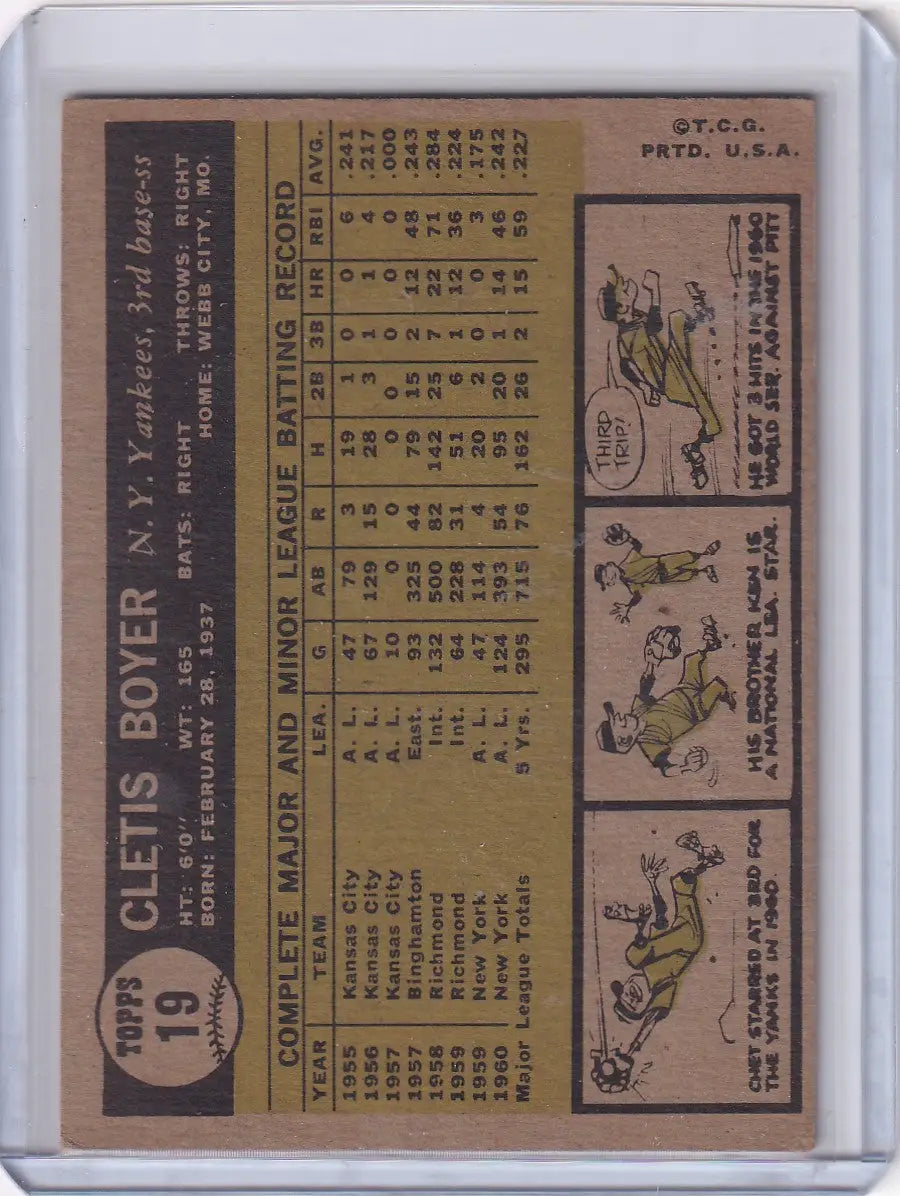 TOPPS
19
CLETIS BOYER N. Y. Yankees, 3rd base-ss
HT: 6'0" WT: 165 BATS: RIGHT THROWS: RIGHT
BORN: FEBRUARY 28, 1937 HOME: WEBB CITY, MO.
COMPLETE MAJOR AND MINOR LEAGUE BATTING RECORD
YEAR TEAM LEA. G AB R H 2B 3B HR RBI AVG.
1955 Kansas City A. L. 47 79 3 19 1 0 0 6 .241
1956 Kansas City A. L. 67 129 15 28 3 1 1 4 .217
1957 Kansas City A. L. 10 0 0 0 0 0 0 0 .000
1957 Binghamton East. 93 325 44 79 15 2 12 48 .243
1958 Richmond Int. 132 500 82 142 25 7 22 71 .284
1959 Richmond Int. 64 228 31 51 6 1 12 36 .224
1959 New York A. L. 47 114 4 20 2 0 0 3 .175
1960 New York A. L. 124 393 54 95 20 1 14 46 .242
Major League Totals 5 Yrs. 295 715 76 162 26 2 15 59 .227
CHET STARRED AT 3RD FOR
THE YANKS IN 1960.
HIS BROTHER KEN IS
A NATIONAL LEA. STAR.
THIRD
TRIP!
HE GOT 3 HITS IN THE 1960
WORLD SER. AGAINST PITT
©T.C.G.
PRTD. U.S.A.